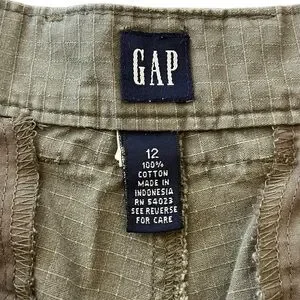 GAP
12
100%
COTTON
MADE IN
INDONESIA
RN 54023
SEE REVERSE
FOR CARE